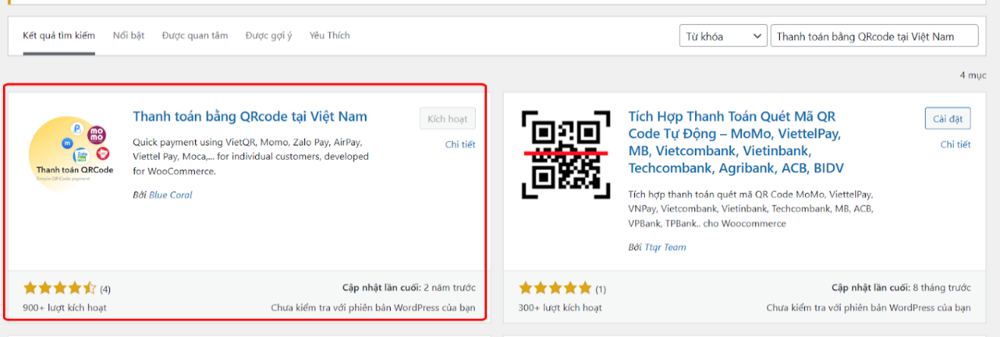 Kết quả tìm kiếm Nổi bật Được quan tâm Được gợi ý Yêu Thích Từ khóa Thanh toán bằng QRcode tại Việt Nam
4 mục
Thanh toán bằng QRcode tại Việt Nam
Kích hoạt
Chi tiết
Quick payment using VietQR, Momo, Zalo Pay, AirPay,
Viettel Pay, Moca,... for individual customers, developed
for WooCommerce.
Bởi Blue Coral
mo
mo
m
Zalo
Thanh toán QRCode
Simple QR Code payment
(4)
900+ lượt kích hoạt
Cập nhật lần cuối: 2 năm trước
Chưa kiểm tra với phiên bản WordPress của bạn
Tích Hợp Thanh Toán Quét Mã QR
Code Tự Động – MoMo, ViettelPay,
MB, Vietcombank, Vietinbank,
Techcombank, Agribank, ACB, BIDV
Cài đặt
Chi tiết
Tích hợp thanh toán quét mã QR Code MoMo, ViettelPay,
VNPay, Vietcombank, Vietinbank, Techcombank, MB, ACB,
VPBank, TPBank.. cho Woocommerce
Bởi Ttqr Team
(1)
300+ lượt kích hoạt
Cập nhật lần cuối: 8 tháng trước
Chưa kiểm tra với phiên bản WordPress của bạn